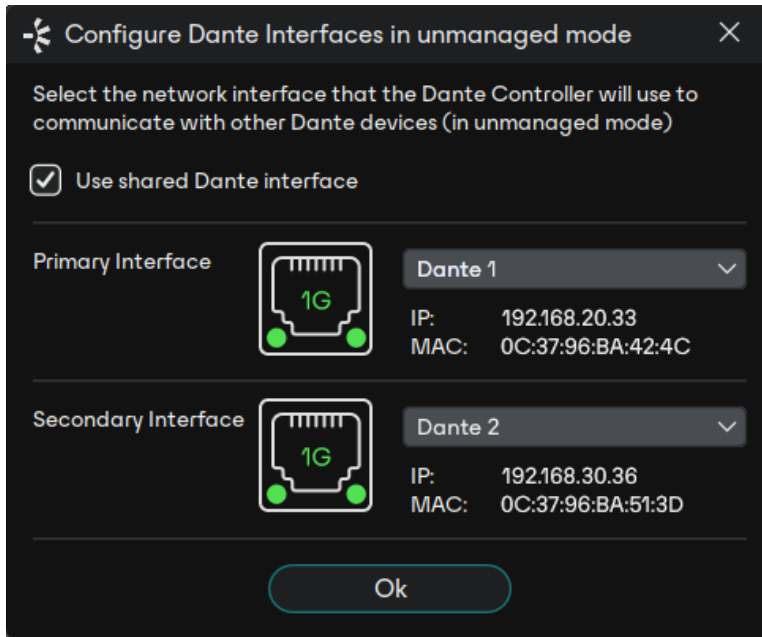 Configure Dante Interfaces in unmanaged mode
Select the network interface that the Dante Controller will use to
communicate with other Dante devices (in unmanaged mode)
Use shared Dante interface
Primary Interface
1G
Dante 1
IP: 192.168.20.33
MAC: 0C:37:96:BA:42:4C
Secondary Interface
1G
Dante 2
IP: 192.168.30.36
MAC: 0C:37:96:BA:51:3D
Ok